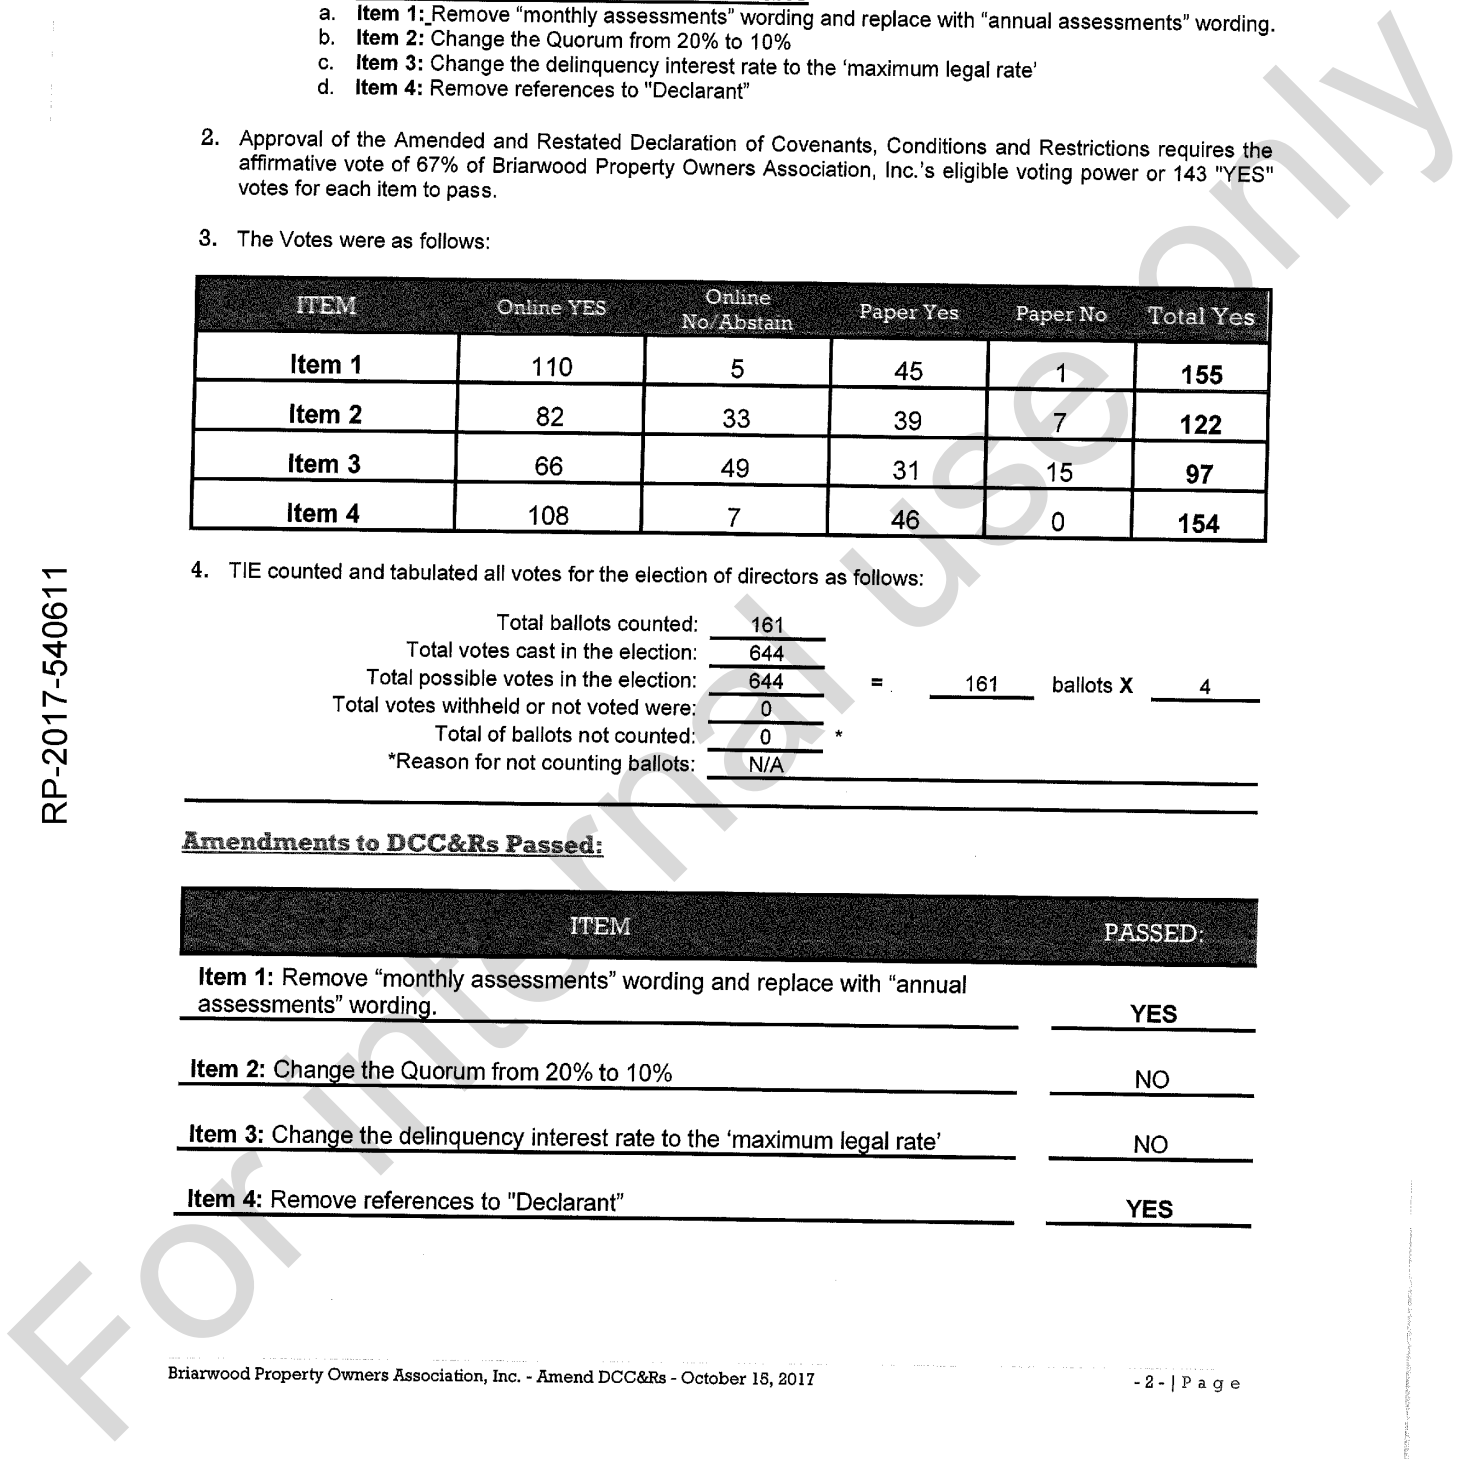 a. Item 1: Remove “monthly assessments” wording and replace with “annual assessments” wording.
b. Item 2: Change the Quorum from 20% to 10%
c. Item 3: Change the delinquency interest rate to the ‘maximum legal rate’
d. Item 4: Remove references to "Declarant”
2. Approval of the Amended and Restated Declaration of Covenants, Conditions and Restrictions requires the
affirmative vote of 67% of Briarwood Property Owners Association, Inc.'s eligible voting power or 143 "YES"
votes for each item to pass.
3. The Votes were as follows:
ITEM Online YES Online No/Abstain Paper Yes Paper No Total Yes
Item 1 110 5 45 1 155
Item 2 82 33 39 7 122
Item 3 66 49 31 15 97
Item 4 108 7 46 0 154
4. TIE counted and tabulated all votes for the election of directors as follows:
Total ballots counted: 161
Total votes cast in the election: 644
Total possible votes in the election: 644 = 161 ballots X 4
Total votes withheld or not voted were: 0
Total of ballots not counted: 0 *
*Reason for not counting ballots: N/A
Amendments to DCC&Rs Passed:
ITEM PASSED:
Item 1: Remove “monthly assessments” wording and replace with “annual
assessments” wording. YES
Item 2: Change the Quorum from 20% to 10% NO
Item 3: Change the delinquency interest rate to the ‘maximum legal rate’ NO
Item 4: Remove references to "Declarant” YES
Briarwood Property Owners Association, Inc. - Amend DCC&Rs - October 15, 2017 - 2 - | P a g e
RP-2017-540611
For internal use only